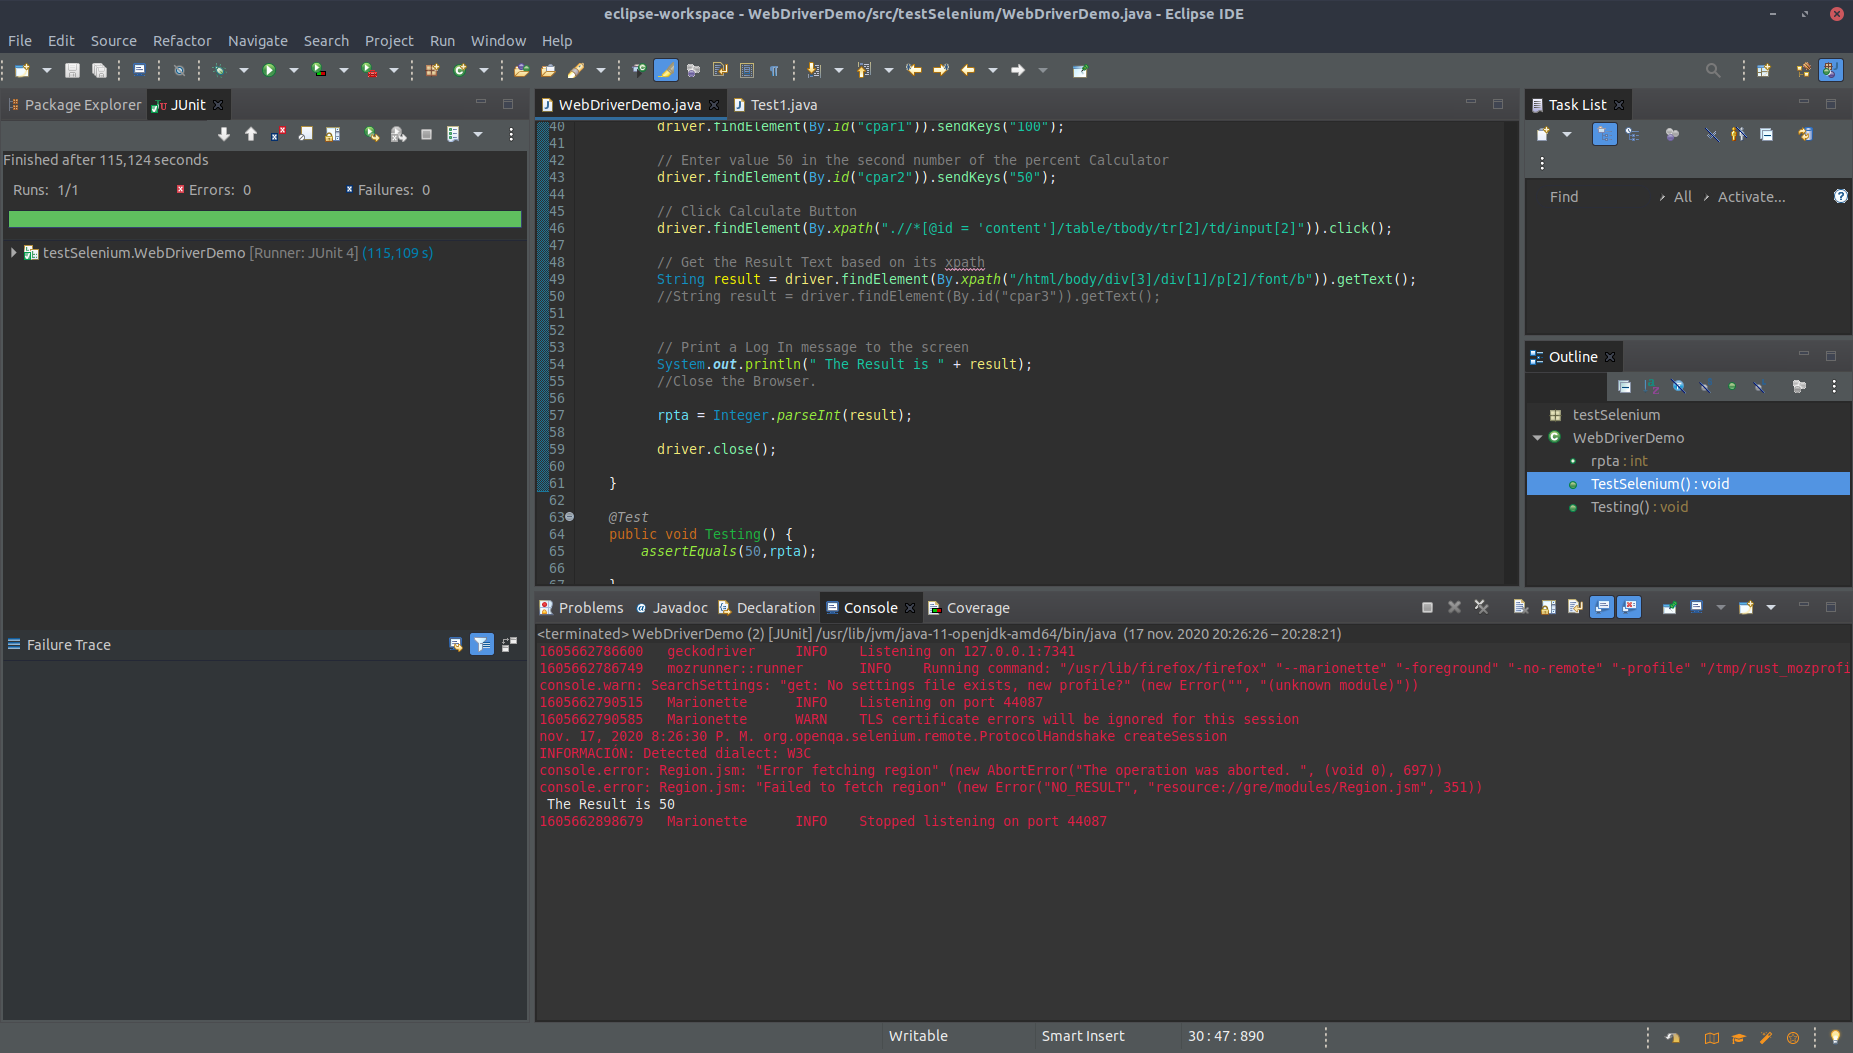 eclipse-workspace - WebDriverDemo/src/testSelenium/WebDriverDemo.java - Eclipse IDE
File Edit Source Refactor Navigate Search Project Run Window Help
Package Explorer JUnit
Finished after 115,124 seconds
Runs: 1/1 Errors: 0 Failures: 0
testSelenium.WebDriverDemo [Runner: JUnit 4] (115,109 s)
Failure Trace
WebDriverDemo.java Test1.java
40 driver.findElement(By.id("cpar1")).sendKeys("100");
41
42 // Enter value 50 in the second number of the percent Calculator
43 driver.findElement(By.id("cpar2")).sendKeys("50");
44
45 // Click Calculate Button
46 driver.findElement(By.xpath(".//*[@id = 'content']/table/tbody/tr[2]/td/input[2]")).click();
47
48 // Get the Result Text based on its xpath
49 String result = driver.findElement(By.xpath("/html/body/div[3]/div[1]/p[2]/font/b")).getText();
50 //String result = driver.findElement(By.id("cpar3")).getText();
51
52
53 // Print a Log In message to the screen
54 System.out.println(" The Result is " + result);
55 //Close the Browser.
56
57 rpta = Integer.parseInt(result);
58
59 driver.close();
60
61 }
62
63 @Test
64 public void Testing() {
65 assertEquals(50,rpta);
66
67 }
Task List
Find All Activate...
Outline
testSelenium
WebDriverDemo
rpta : int
TestSelenium() : void
Testing() : void
Problems Javadoc Declaration Console Coverage
<terminated> WebDriverDemo (2) [JUnit] /usr/lib/jvm/java-11-openjdk-amd64/bin/java (17 nov. 2020 20:26:26 – 20:28:21)
1605662786600 geckodriver INFO Listening on 127.0.0.1:7341
1605662786749 mozrunner::runner INFO Running command: "/usr/lib/firefox/firefox" "--marionette" "-foreground" "-no-remote" "-profile" "/tmp/rust_mozprofi
console.warn: SearchSettings: "get: No settings file exists, new profile?" (new Error("", "(unknown module)"))
1605662790515 Marionette INFO Listening on port 44087
1605662790585 Marionette WARN TLS certificate errors will be ignored for this session
nov. 17, 2020 8:26:30 P. M. org.openqa.selenium.remote.ProtocolHandshake createSession
INFORMACIÓN: Detected dialect: W3C
console.error: Region.jsm: "Error fetching region" (new AbortError("The operation was aborted. ", (void 0), 697))
console.error: Region.jsm: "Failed to fetch region" (new Error("NO_RESULT", "resource://gre/modules/Region.jsm", 351))
The Result is 50
1605662898679 Marionette INFO Stopped listening on port 44087
Writable Smart Insert 30 : 47 : 890